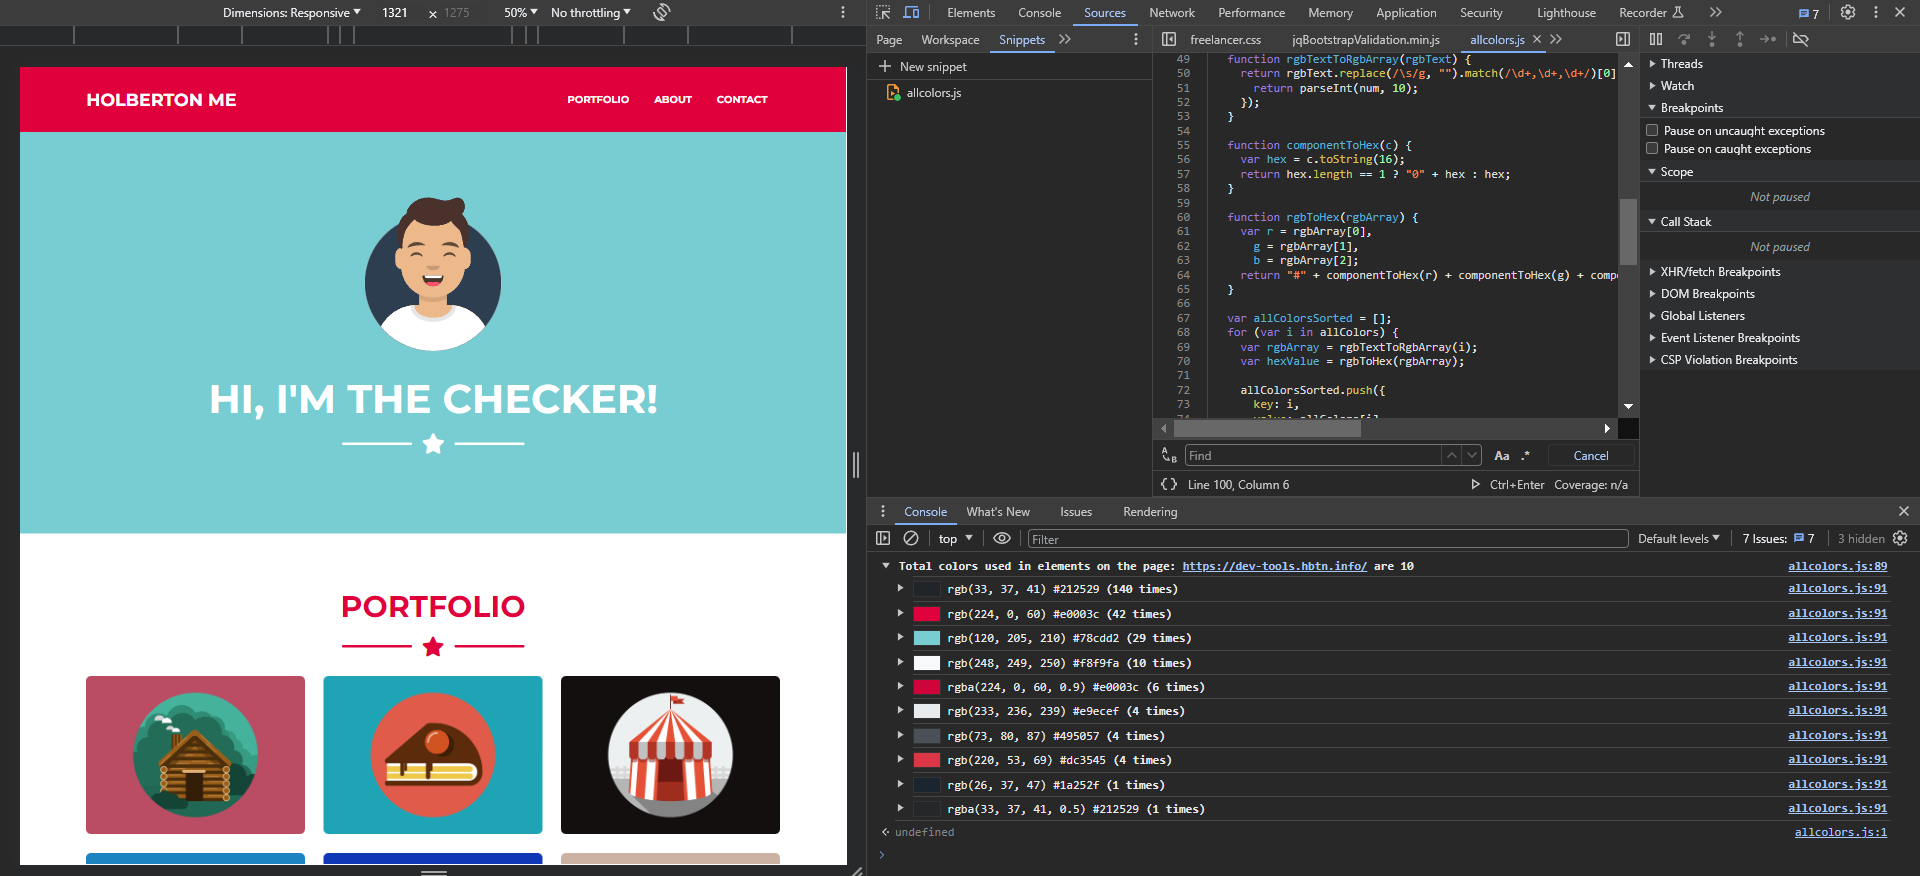 Dimensions: Responsive 1321 × 1275 50% No throttling
HOLBERTON ME
PORTFOLIO ABOUT CONTACT
HI, I'M THE CHECKER!
PORTFOLIO
Elements Console Sources Network Performance Memory Application Security Lighthouse Recorder 7
Page Workspace Snippets
New snippet
allcolors.js
freelancer.css jqBootstrapValidation.min.js allcolors.js
49 function rgbTextToRgbArray(rgbText) {
50 return rgbText.replace(/\s/g, "").match(/\d+,\d+,\d+/)[0]
51 return parseInt(num, 10);
52 });
53 }
54
55 function componentToHex(c) {
56 var hex = c.toString(16);
57 return hex.length == 1 ? "0" + hex : hex;
58 }
59
60 function rgbToHex(rgbArray) {
61 var r = rgbArray[0],
62 g = rgbArray[1],
63 b = rgbArray[2];
64 return "#" + componentToHex(r) + componentToHex(g) + comp
65 }
66
67 var allColorsSorted = [];
68 for (var i in allColors) {
69 var rgbArray = rgbTextToRgbArray(i);
70 var hexValue = rgbToHex(rgbArray);
71
72 allColorsSorted.push({
73 key: i,
Find Aa .* Cancel
{} Line 100, Column 6 Ctrl+Enter Coverage: n/a
Threads
Watch
Breakpoints
Pause on uncaught exceptions
Pause on caught exceptions
Scope
Not paused
Call Stack
Not paused
XHR/fetch Breakpoints
DOM Breakpoints
Global Listeners
Event Listener Breakpoints
CSP Violation Breakpoints
Console What's New Issues Rendering
top Filter Default levels 7 Issues: 7 3 hidden
Total colors used in elements on the page: https://dev-tools.hbtn.info/ are 10 allcolors.js:89
rgb(33, 37, 41) #212529 (140 times) allcolors.js:91
rgb(224, 0, 60) #e0003c (42 times) allcolors.js:91
rgb(120, 205, 210) #78cdd2 (29 times) allcolors.js:91
rgb(248, 249, 250) #f8f9fa (10 times) allcolors.js:91
rgba(224, 0, 60, 0.9) #e0003c (6 times) allcolors.js:91
rgb(233, 236, 239) #e9ecef (4 times) allcolors.js:91
rgb(73, 80, 87) #495057 (4 times) allcolors.js:91
rgb(220, 53, 69) #dc3545 (4 times) allcolors.js:91
rgb(26, 37, 47) #1a252f (1 times) allcolors.js:91
rgba(33, 37, 41, 0.5) #212529 (1 times) allcolors.js:91
undefined allcolors.js:1